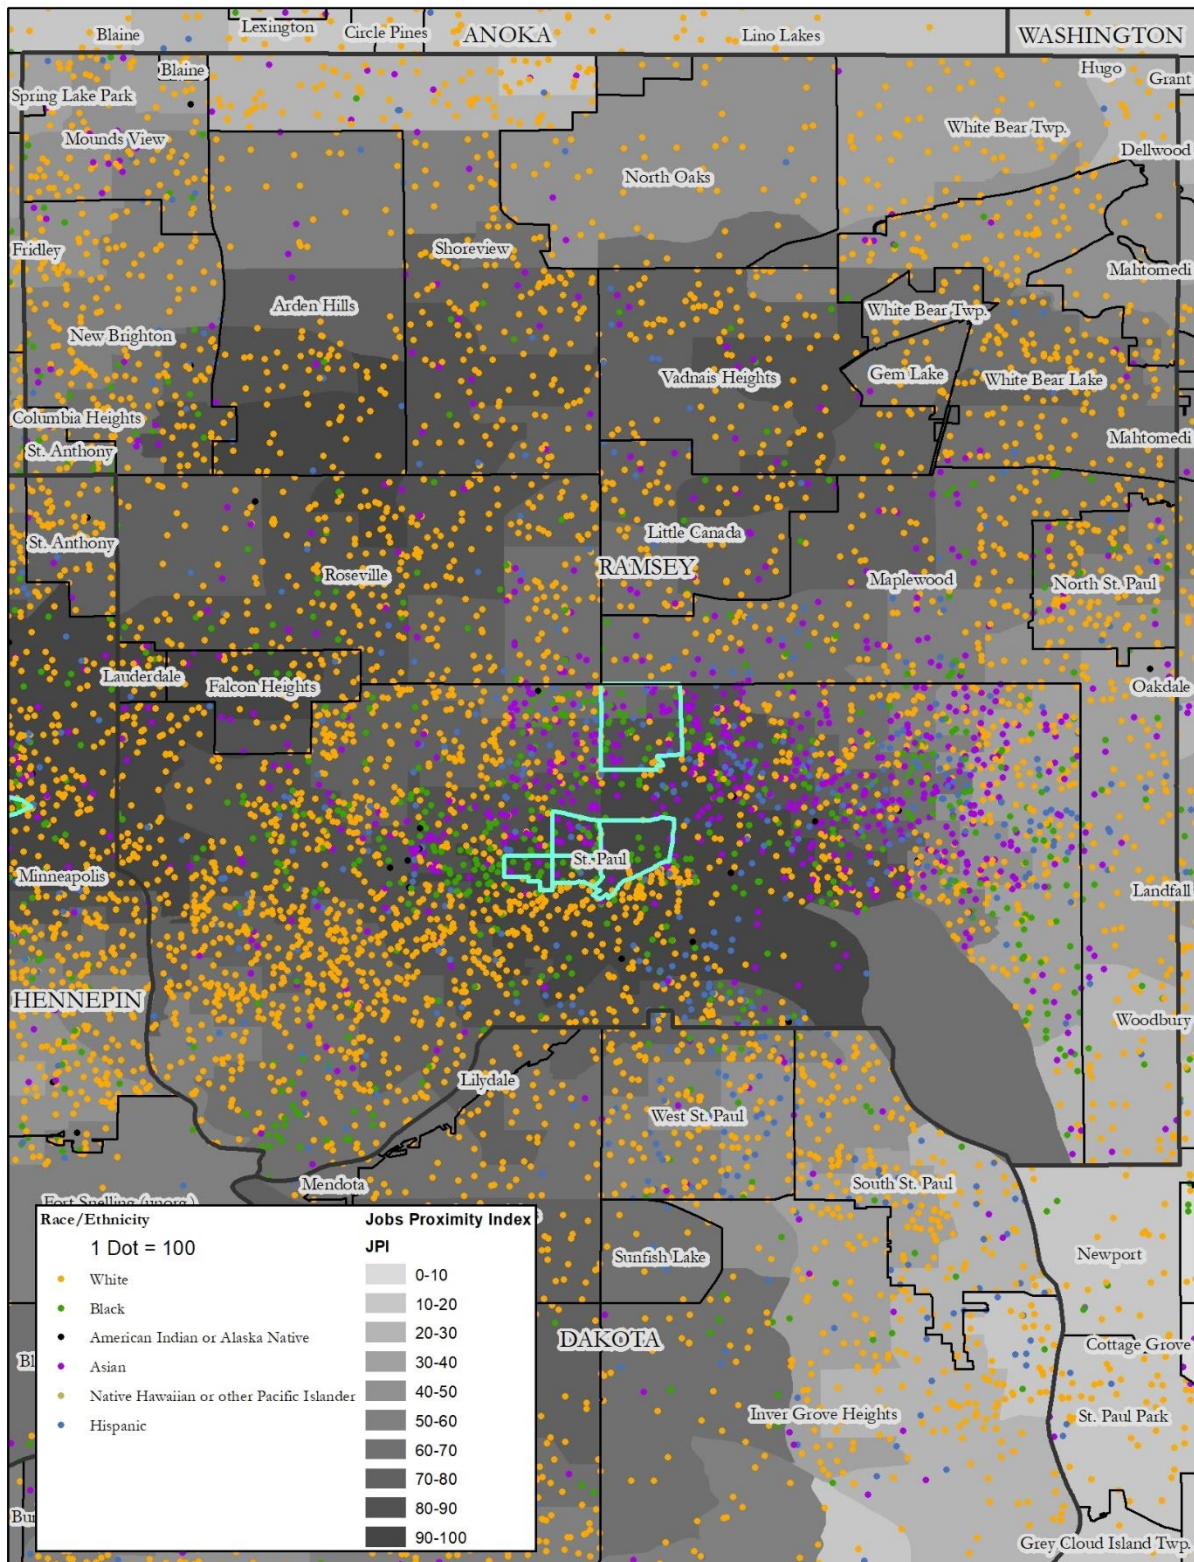 Blaine
Lexington
Circle Pines
ANOKA
Lino Lakes
WASHINGTON
Blaine
Hugo
Grant
Spring Lake Park
Mounds View
White Bear Twp.
Dellwood
North Oaks
Fridley
Shoreview
Mahtomedi
Arden Hills
White Bear Twp.
New Brighton
Vadnais Heights
Gem Lake
White Bear Lake
Columbia Heights
Mahtomedi
St. Anthony
St. Anthony
Little Canada
RAMSEY
Roseville
Maplewood
North St. Paul
Lauderdale
Falcon Heights
Oakdale
St. Paul
Minneapolis
Landfall
HENNEPIN
Woodbury
Lilydale
West St. Paul
Mendota
South St. Paul
Fort Snelling (unorg.)
Sunfish Lake
Newport
DAKOTA
Cottage Grove
Inver Grove Heights
St. Paul Park
Grey Cloud Island Twp.
Race/Ethnicity
1 Dot = 100
White
Black
American Indian or Alaska Native
Asian
Native Hawaiian or other Pacific Islander
Hispanic
Jobs Proximity Index
JPI
0-10
10-20
20-30
30-40
40-50
50-60
60-70
70-80
80-90
90-100